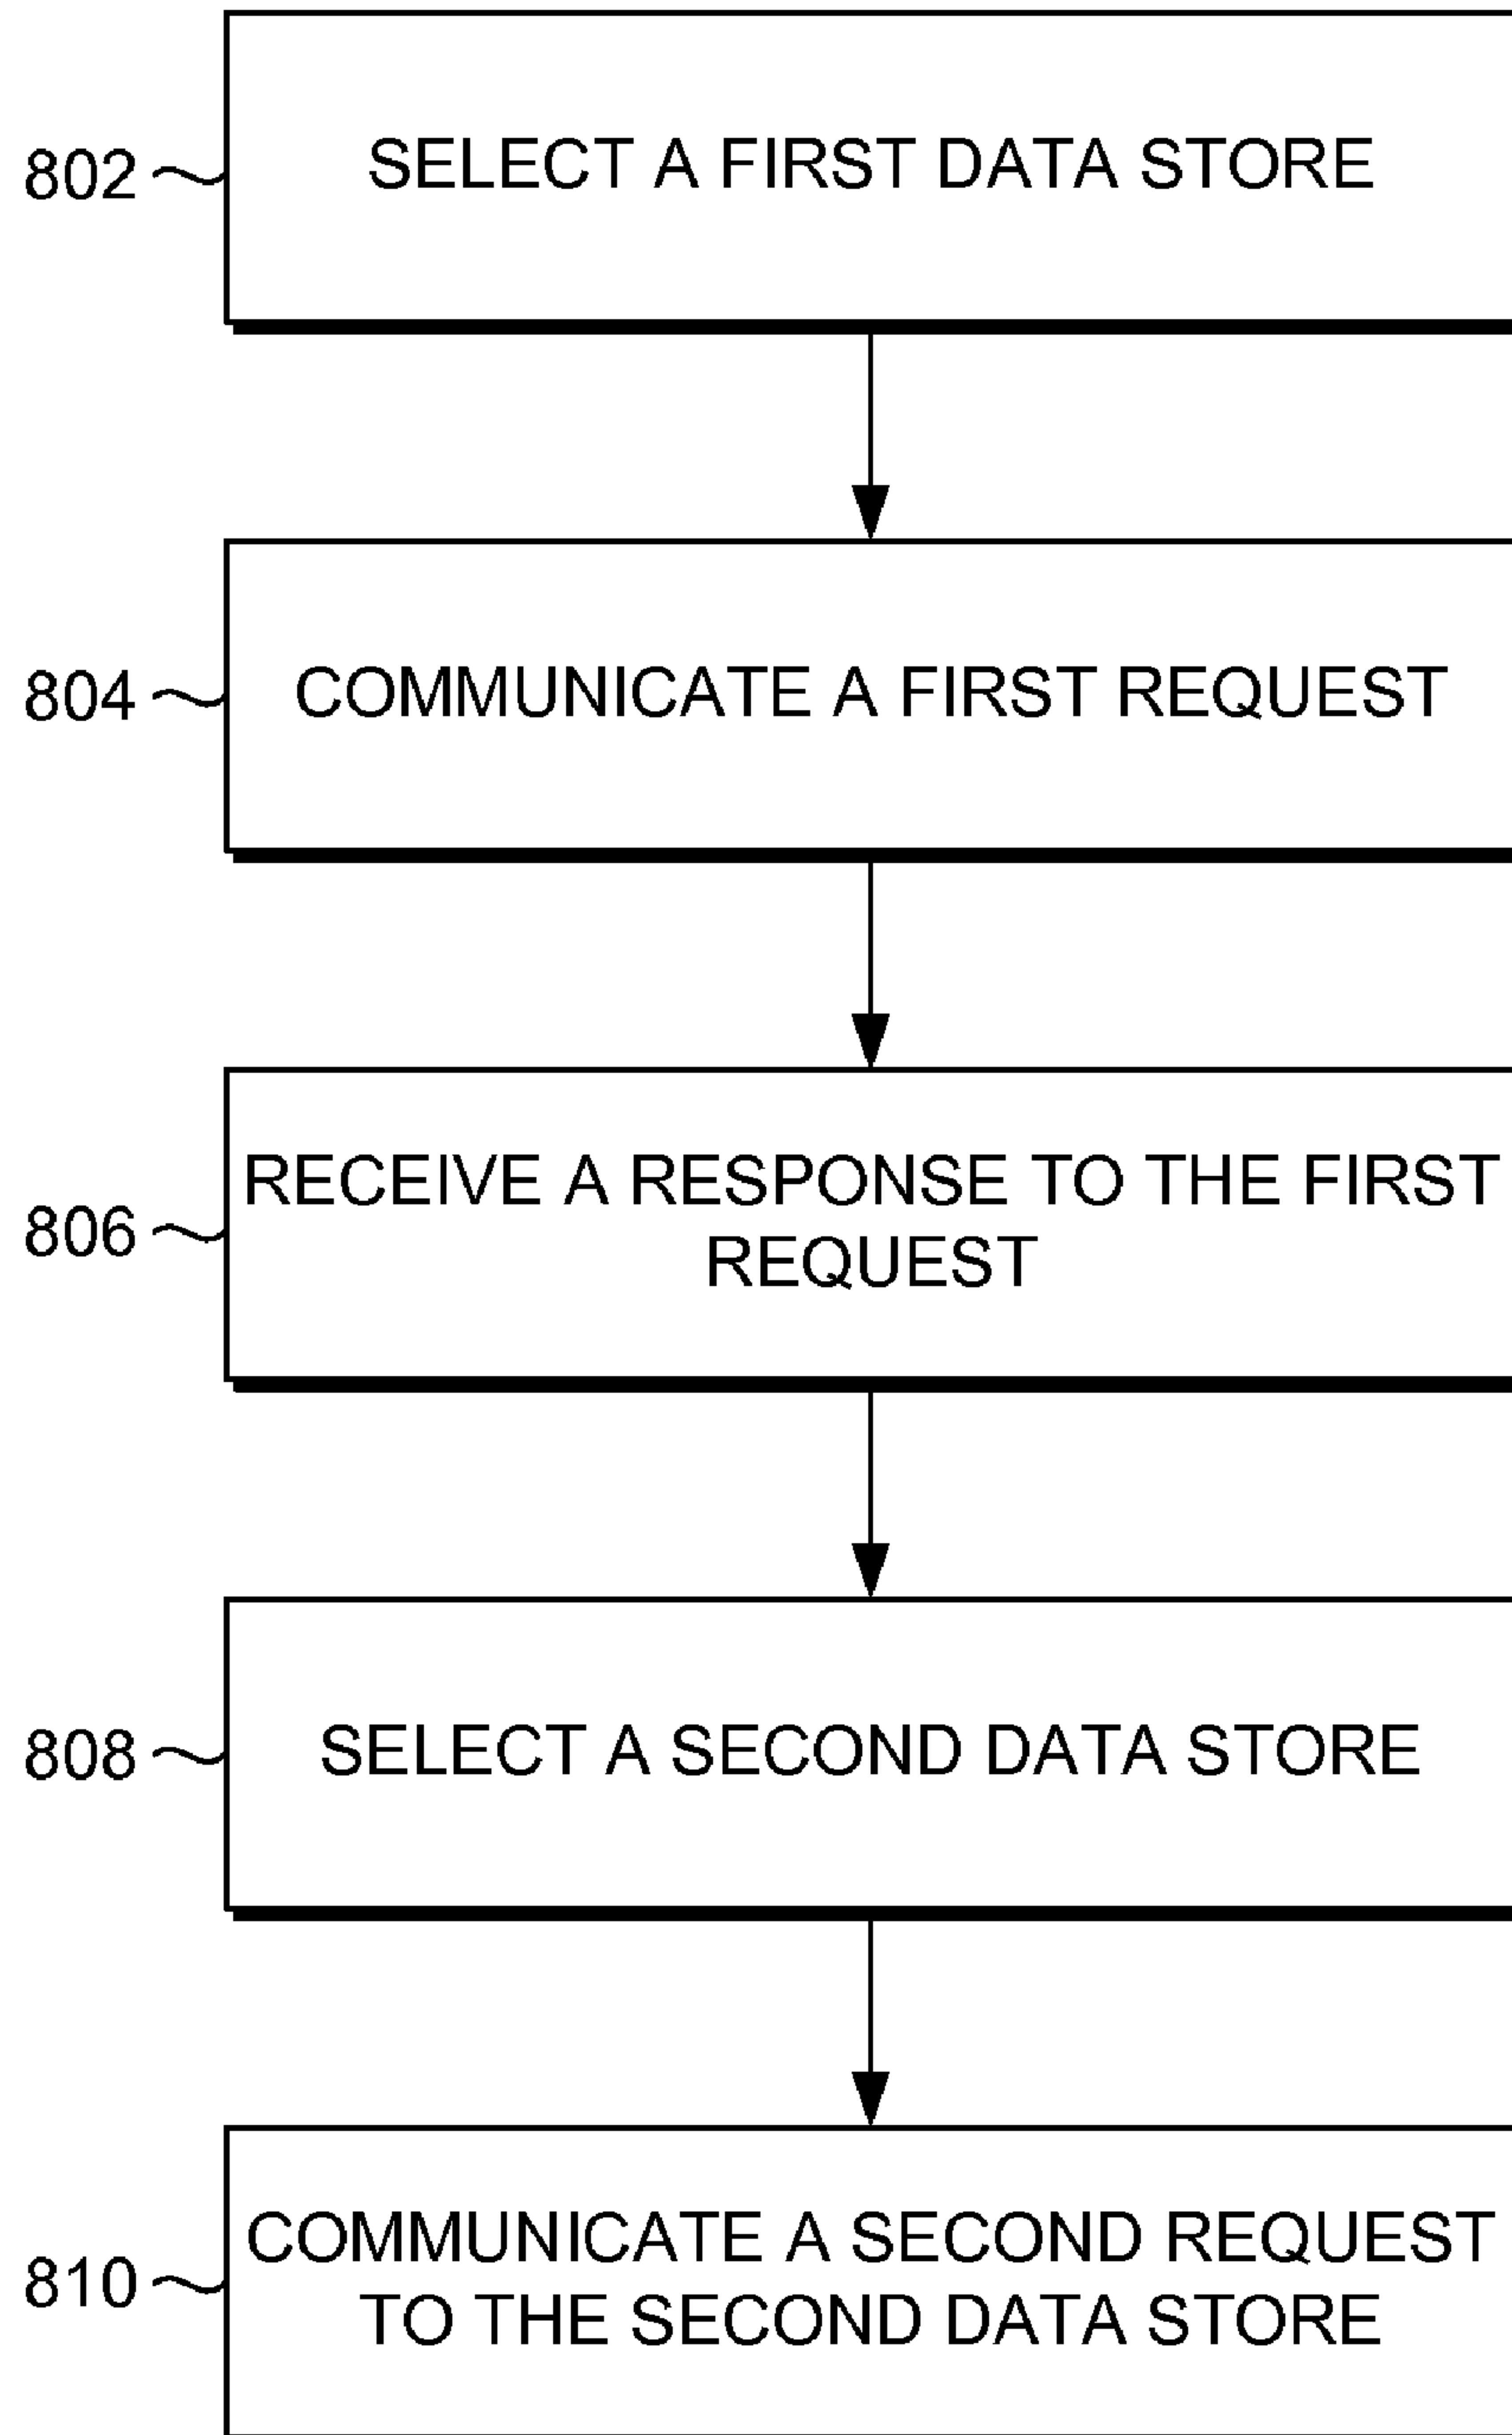 802
SELECT A FIRST DATA STORE
804
COMMUNICATE A FIRST REQUEST
806
RECEIVE A RESPONSE TO THE FIRST
REQUEST
808
SELECT A SECOND DATA STORE
810
COMMUNICATE A SECOND REQUEST
TO THE SECOND DATA STORE